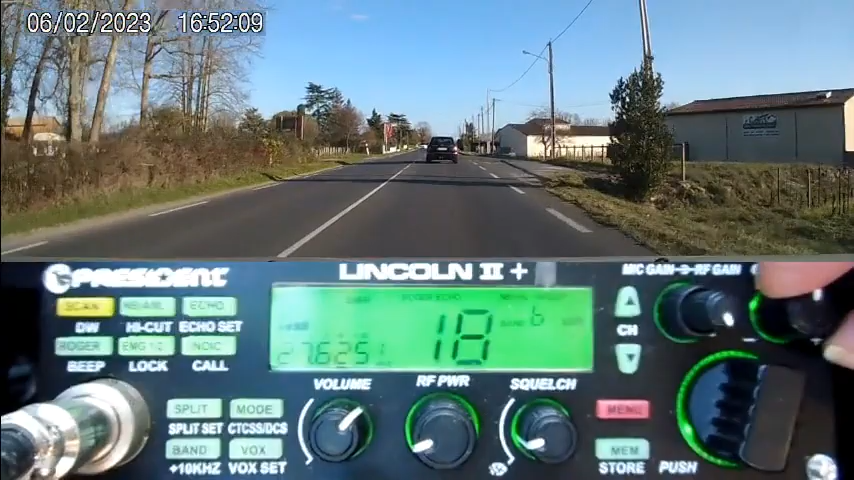 06/02/2023 16:52:09
PRESIDENT
LINCOLN II +
MIC GAIN RF GAIN
SCAN NB/ANL ECHO
DW HI-CUT ECHO SET
ROGER EMG 1/2 NRC
BEEP LOCK CALL
18
27.625
6
CH
VOLUME RF PWR SQUELCH
SPLIT MODE
SPLIT SET CTCSS/DCS
BAND VOX
+10KHZ VOX SET
MENU
MEM
STORE PUSH